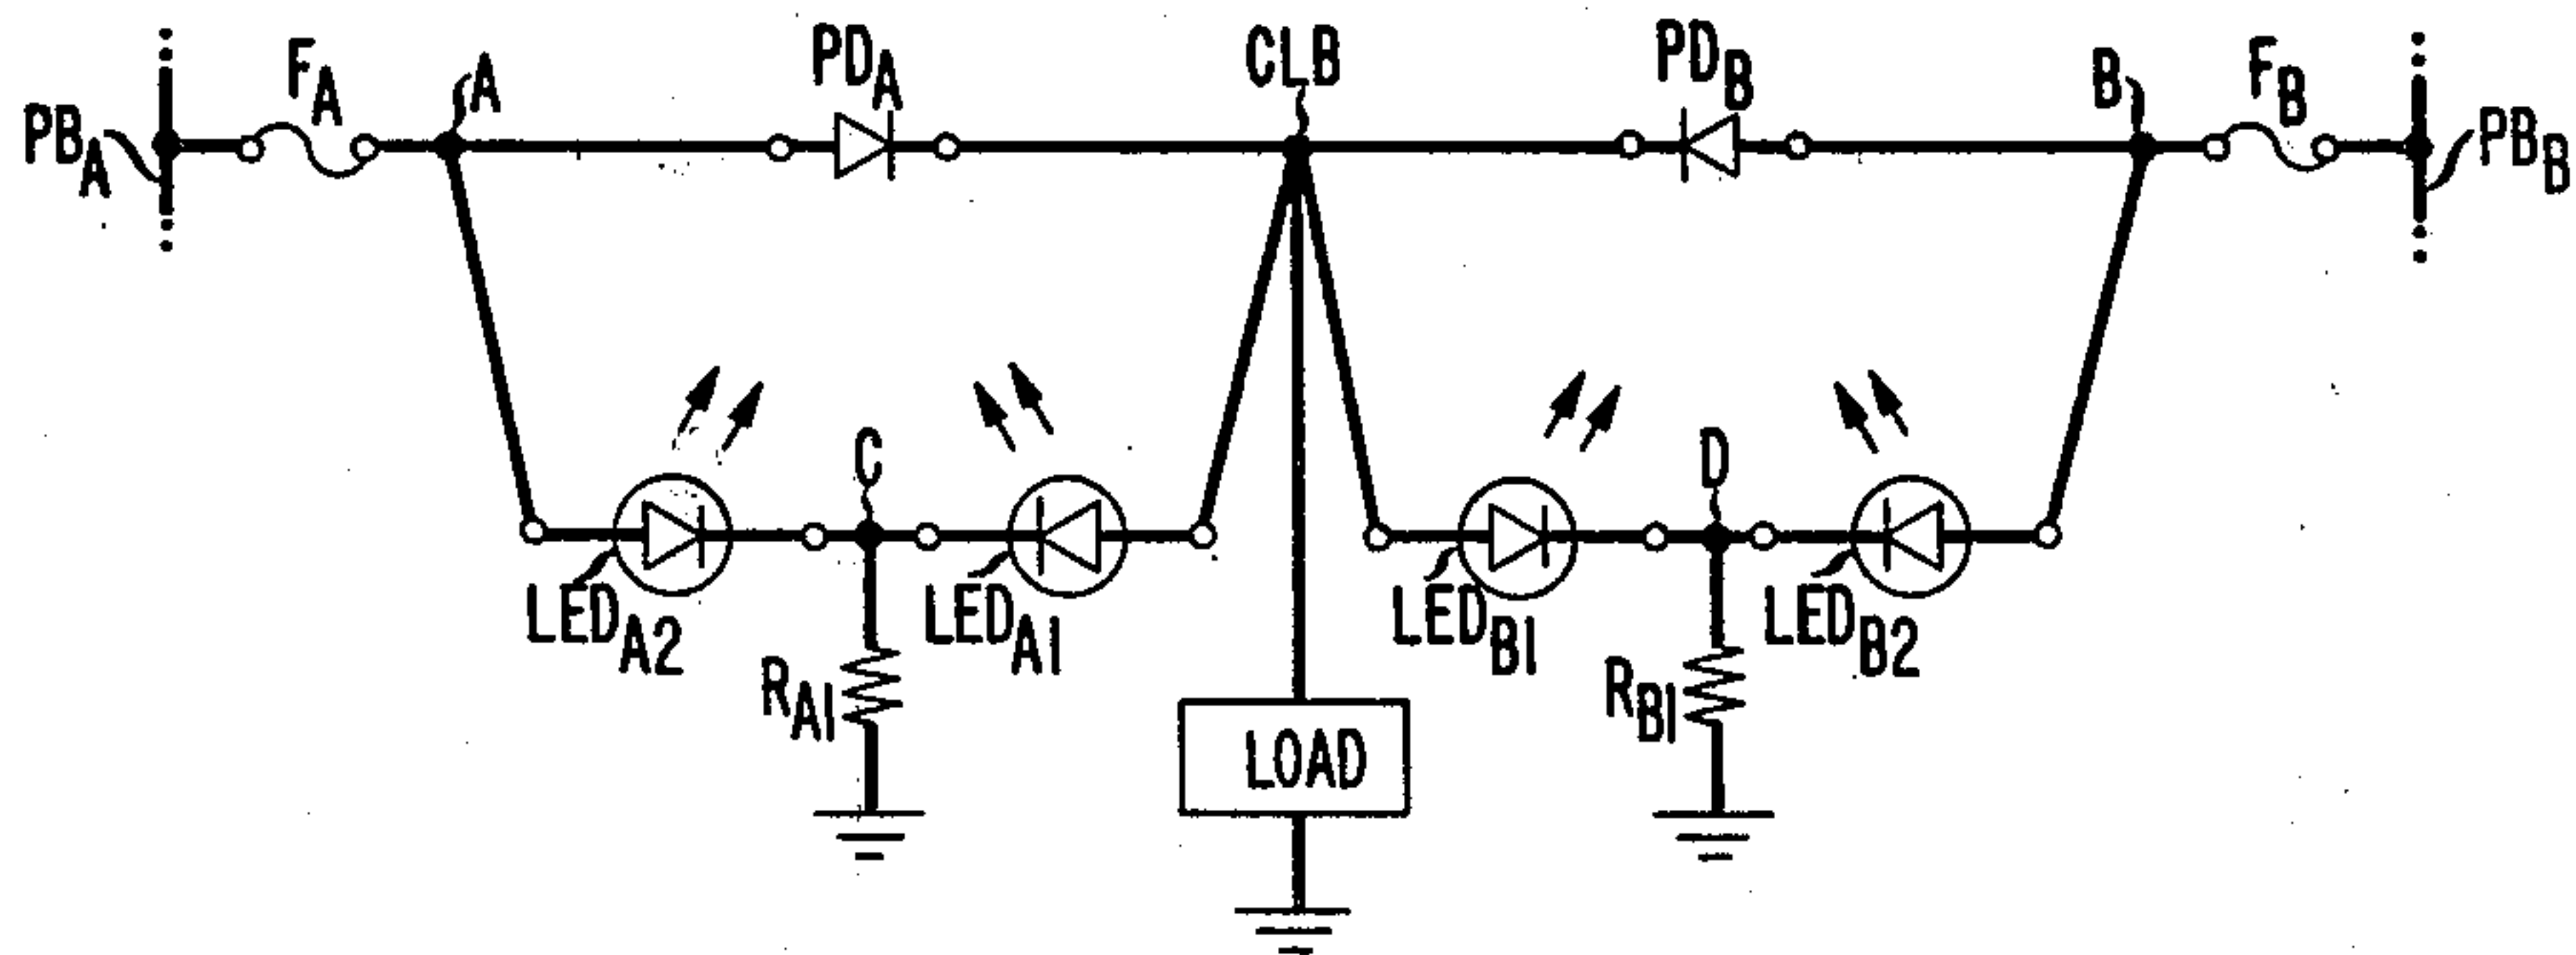 PB_A
F_A
A
PD_A
CLB
PD_B
B
F_B
PB_B
C
D
LED_A2
LED_A1
LED_B1
LED_B2
R_A1
R_B1
LOAD